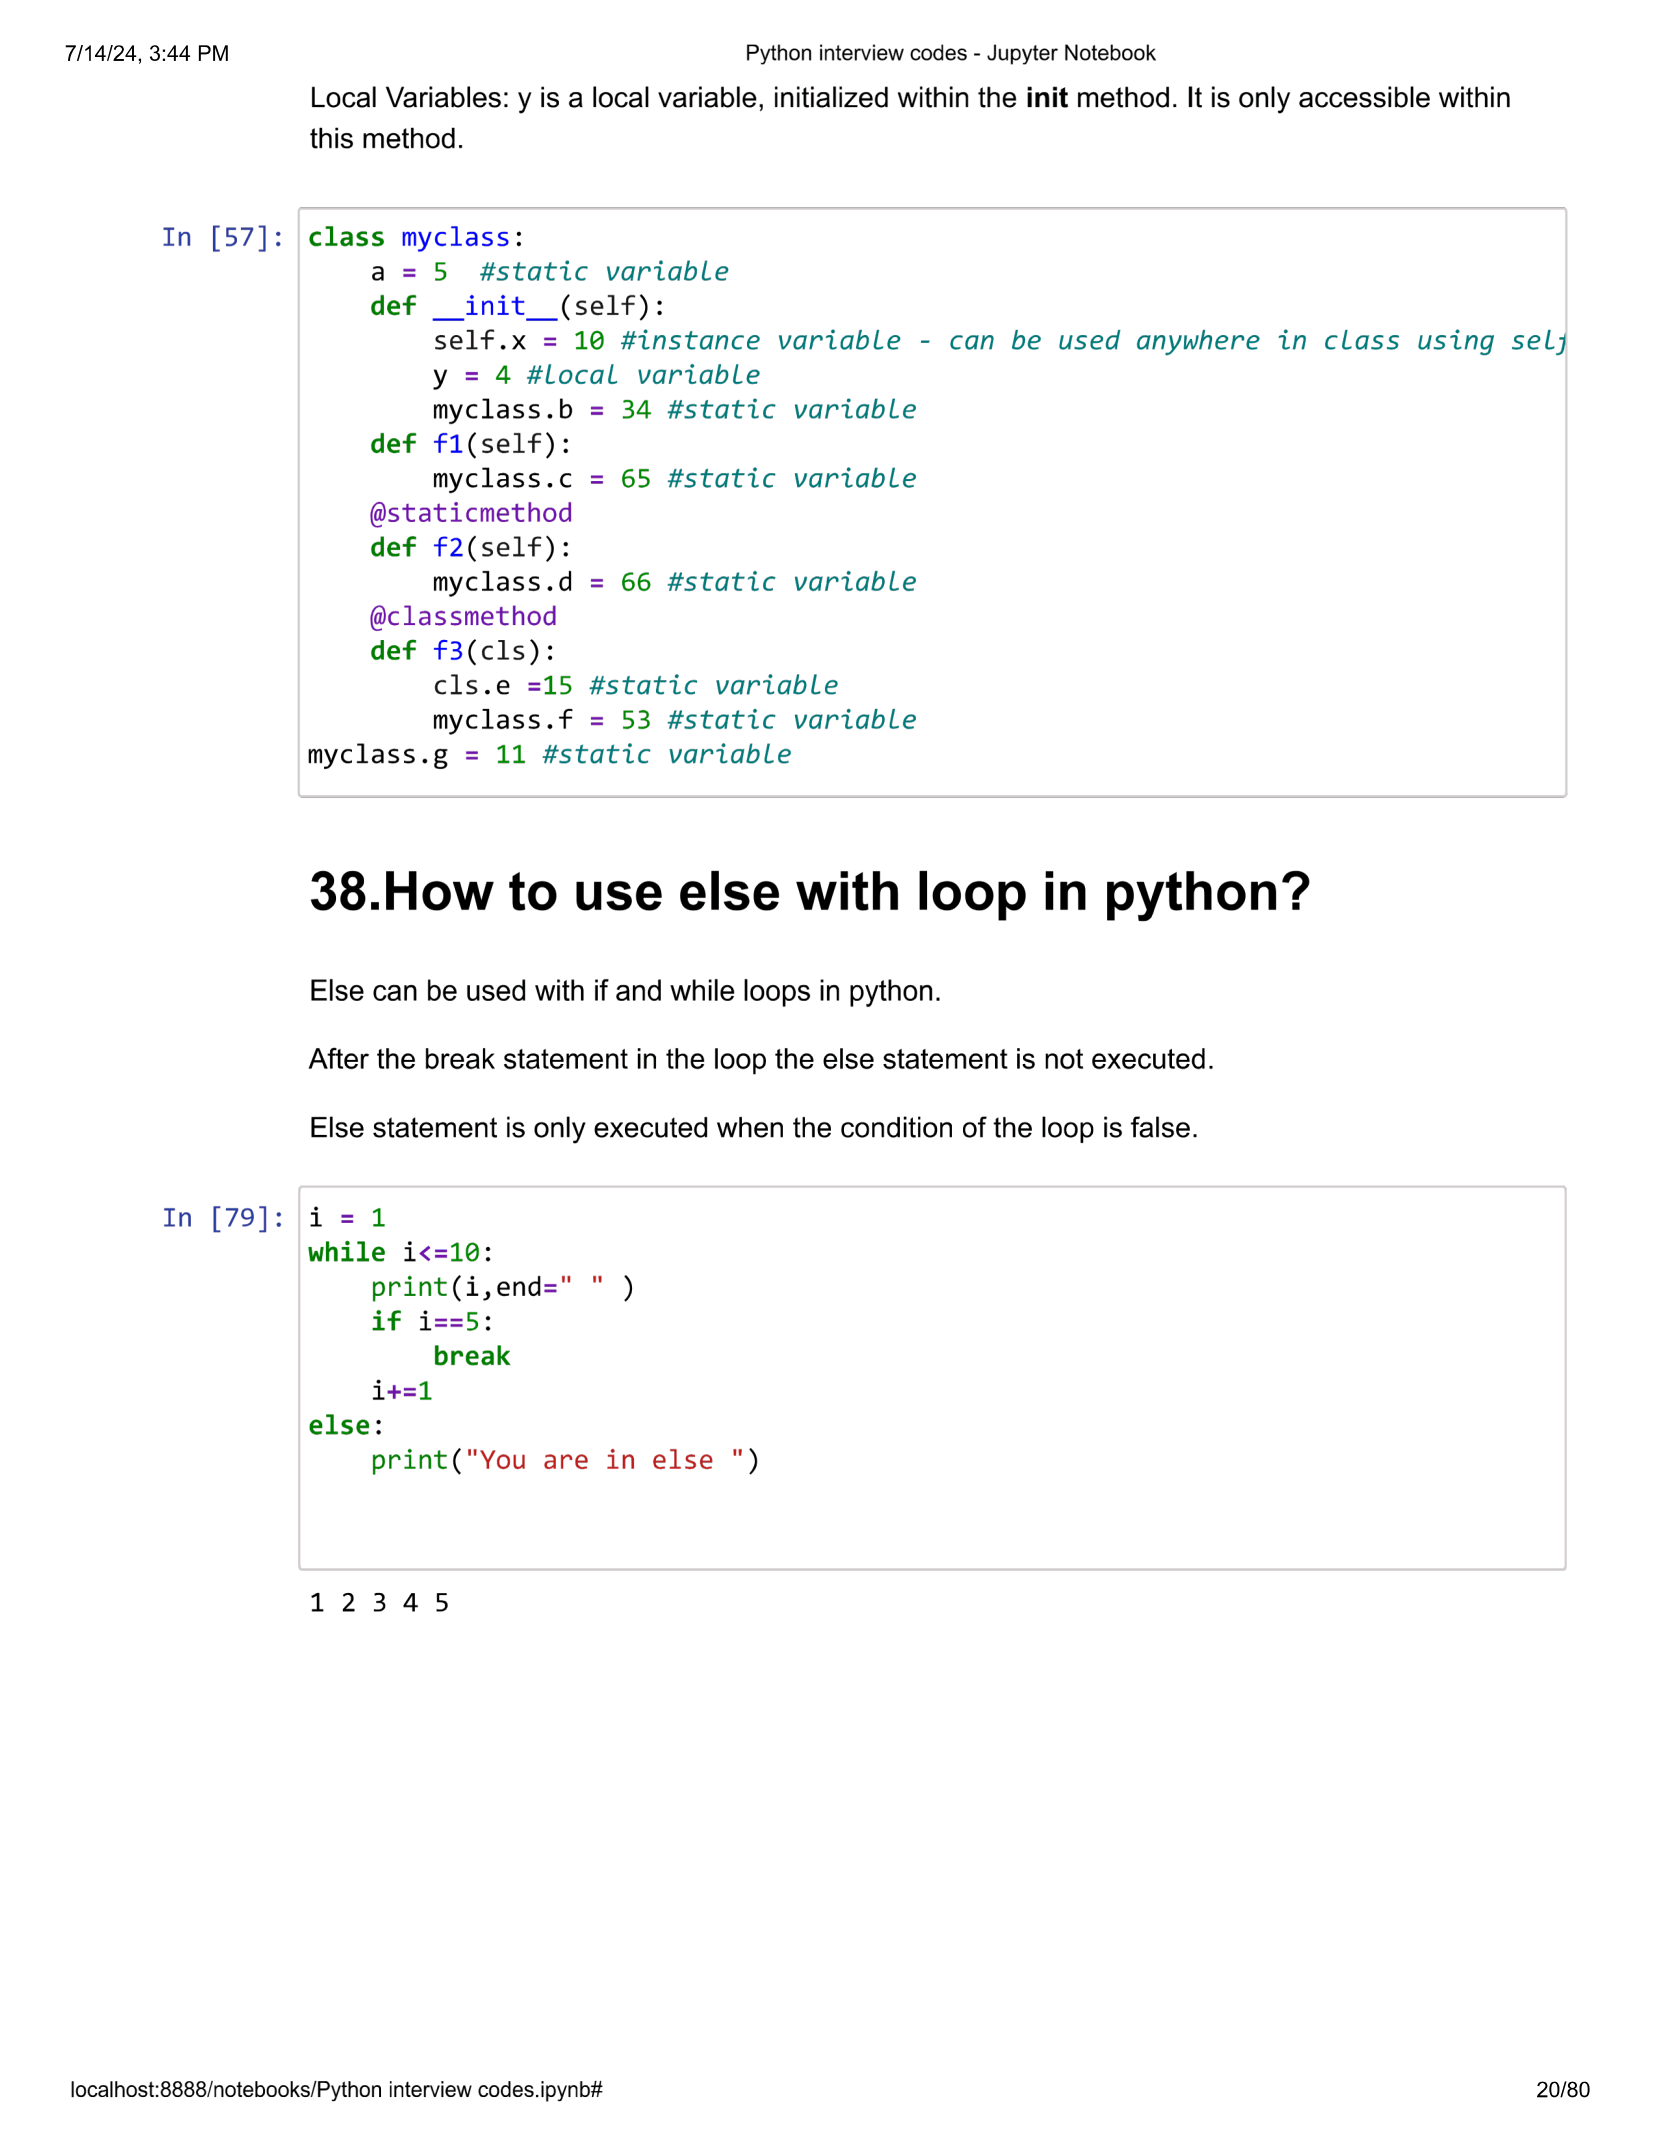 7/14/24, 3:44 PM
Python interview codes - Jupyter Notebook
Local Variables: y is a local variable, initialized within the init method. It is only accessible within
this method.
In [57]:
class myclass:
    a = 5  #static variable
    def __init__(self):
        self.x = 10 #instance variable - can be used anywhere in class using self
        y = 4 #local variable
        myclass.b = 34 #static variable
    def f1(self):
        myclass.c = 65 #static variable
    @staticmethod
    def f2(self):
        myclass.d = 66 #static variable
    @classmethod
    def f3(cls):
        cls.e =15 #static variable
        myclass.f = 53 #static variable
myclass.g = 11 #static variable
38.How to use else with loop in python?
Else can be used with if and while loops in python.
After the break statement in the loop the else statement is not executed.
Else statement is only executed when the condition of the loop is false.
In [79]:
i = 1
while i<=10:
    print(i,end=" " )
    if i==5:
        break
    i+=1
else:
    print("You are in else ")
1 2 3 4 5
localhost:8888/notebooks/Python interview codes.ipynb#
20/80